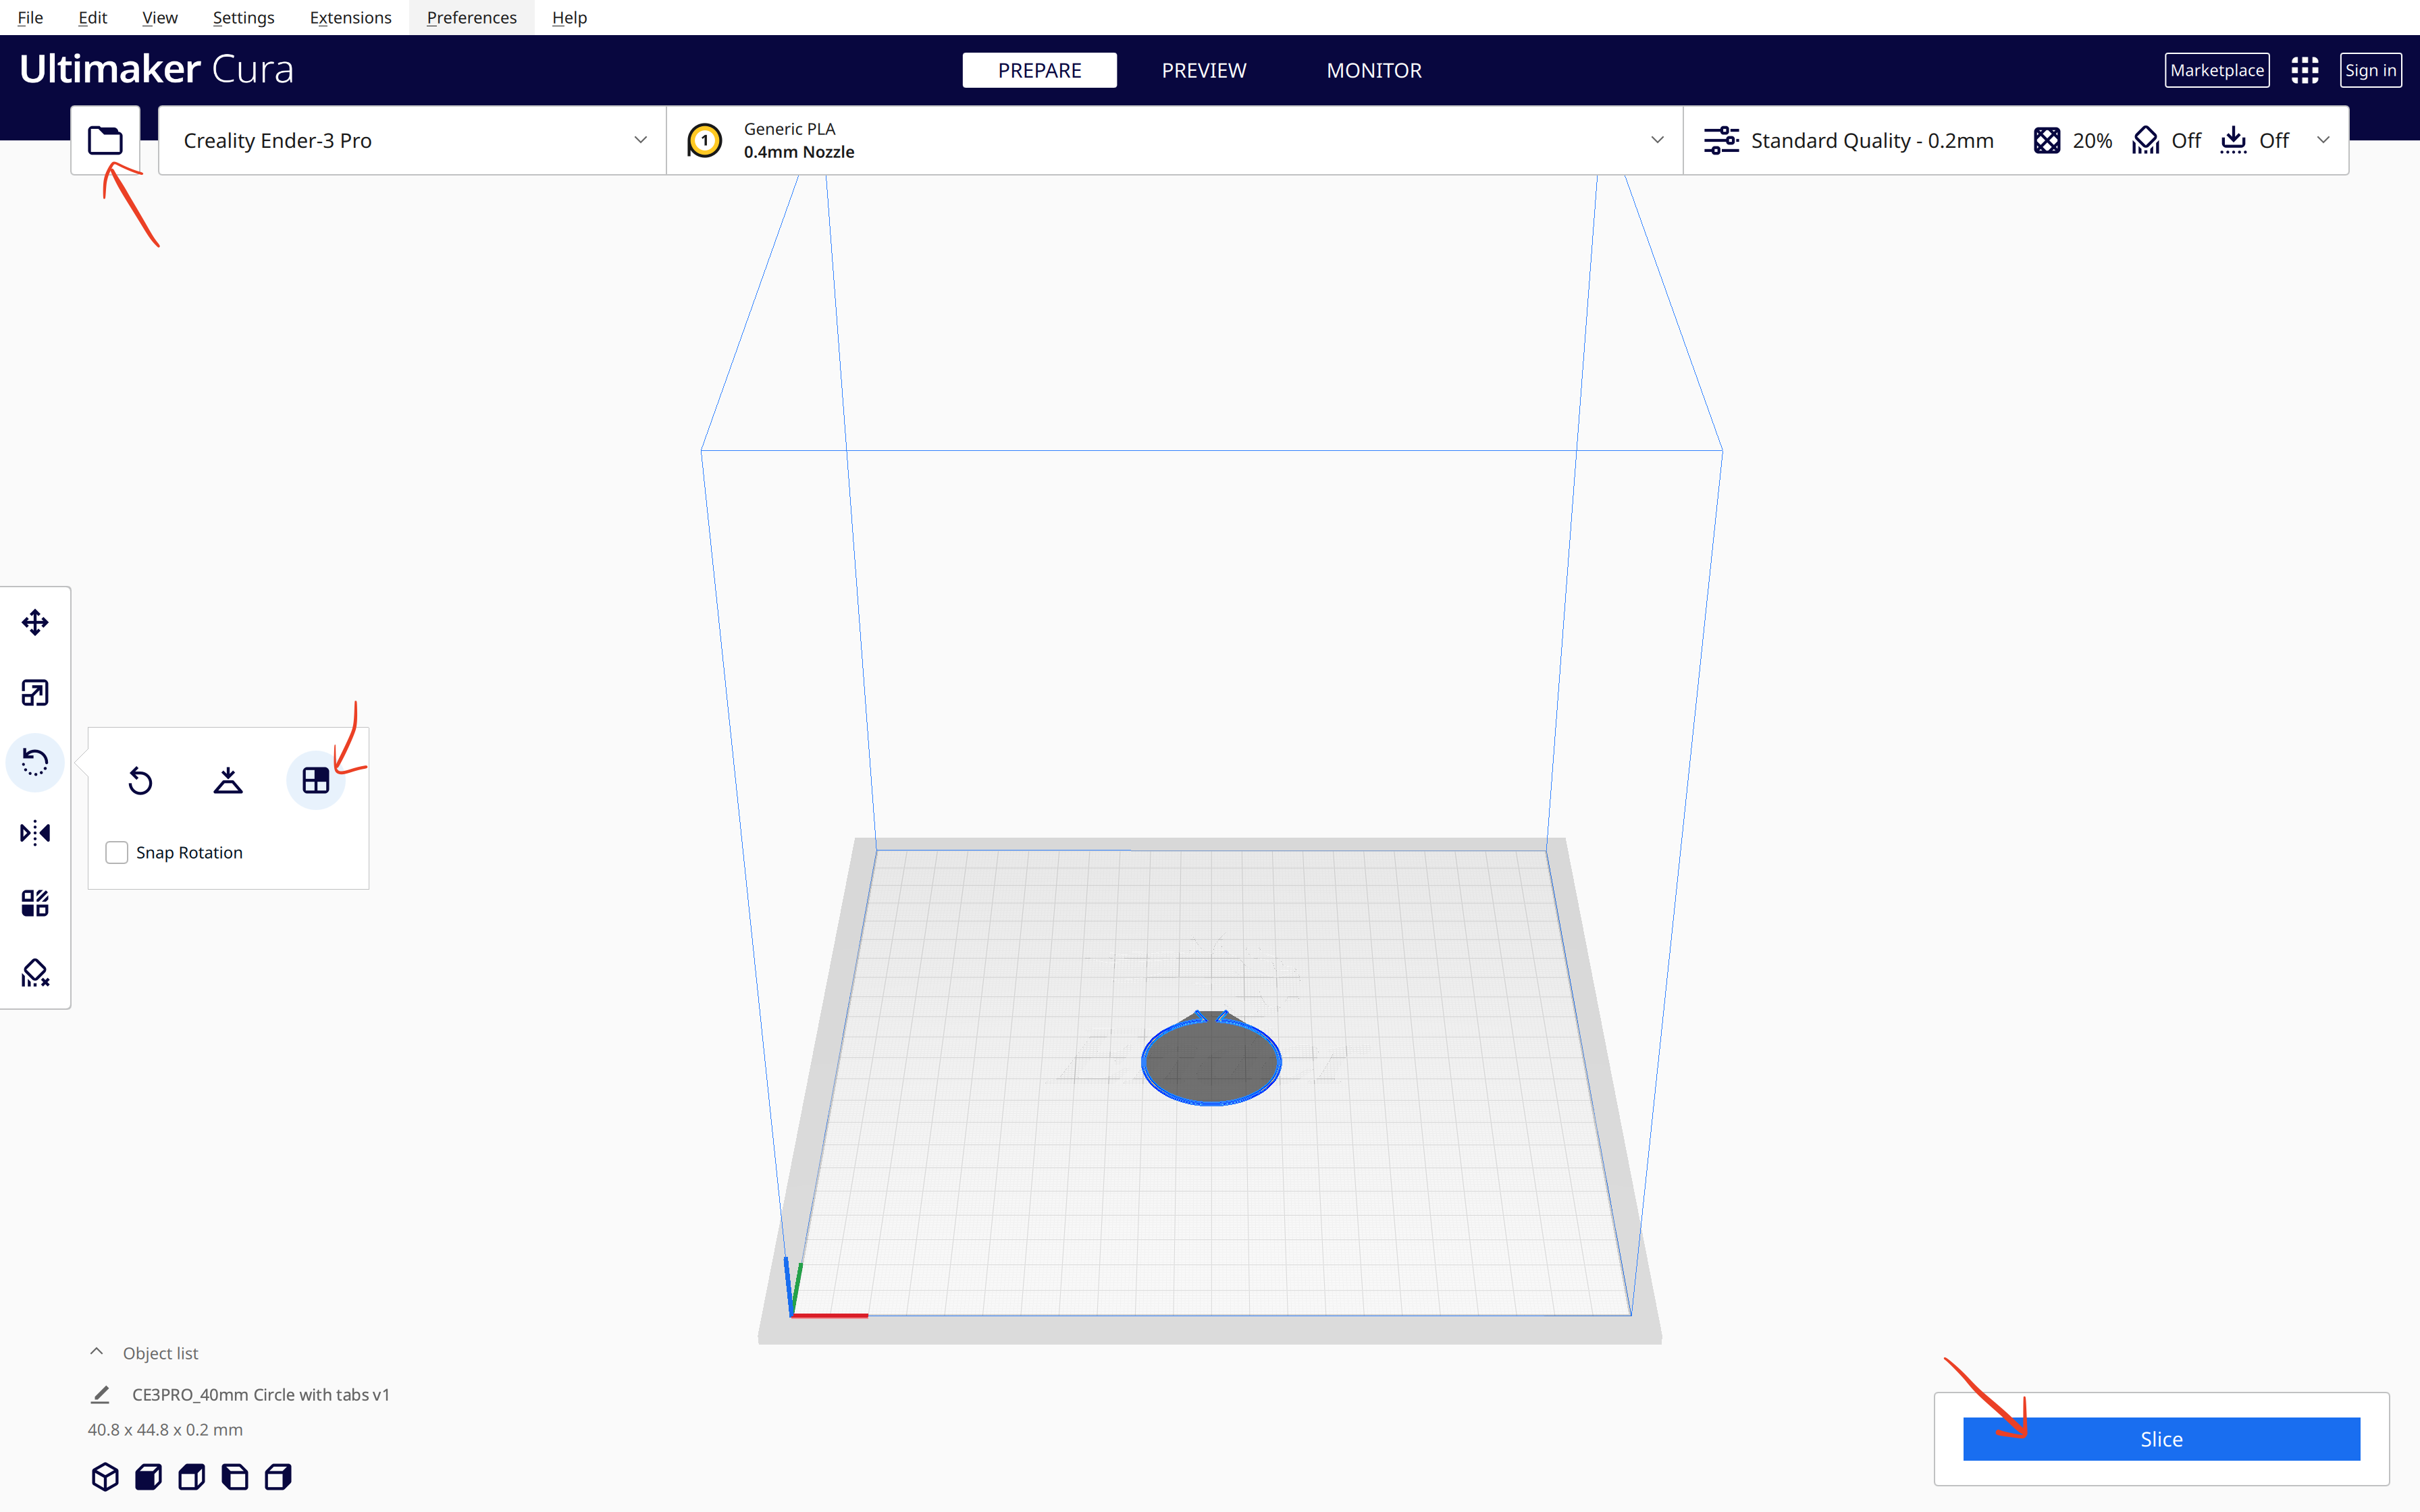 File Edit View Settings Extensions Preferences Help
Ultimaker Cura PREPARE PREVIEW MONITOR Marketplace Sign in
Creality Ender-3 Pro
1 Generic PLA
0.4mm Nozzle
Standard Quality - 0.2mm 20% Off Off
Snap Rotation
Object list
CE3PRO_40mm Circle with tabs v1
40.8 x 44.8 x 0.2 mm
Slice